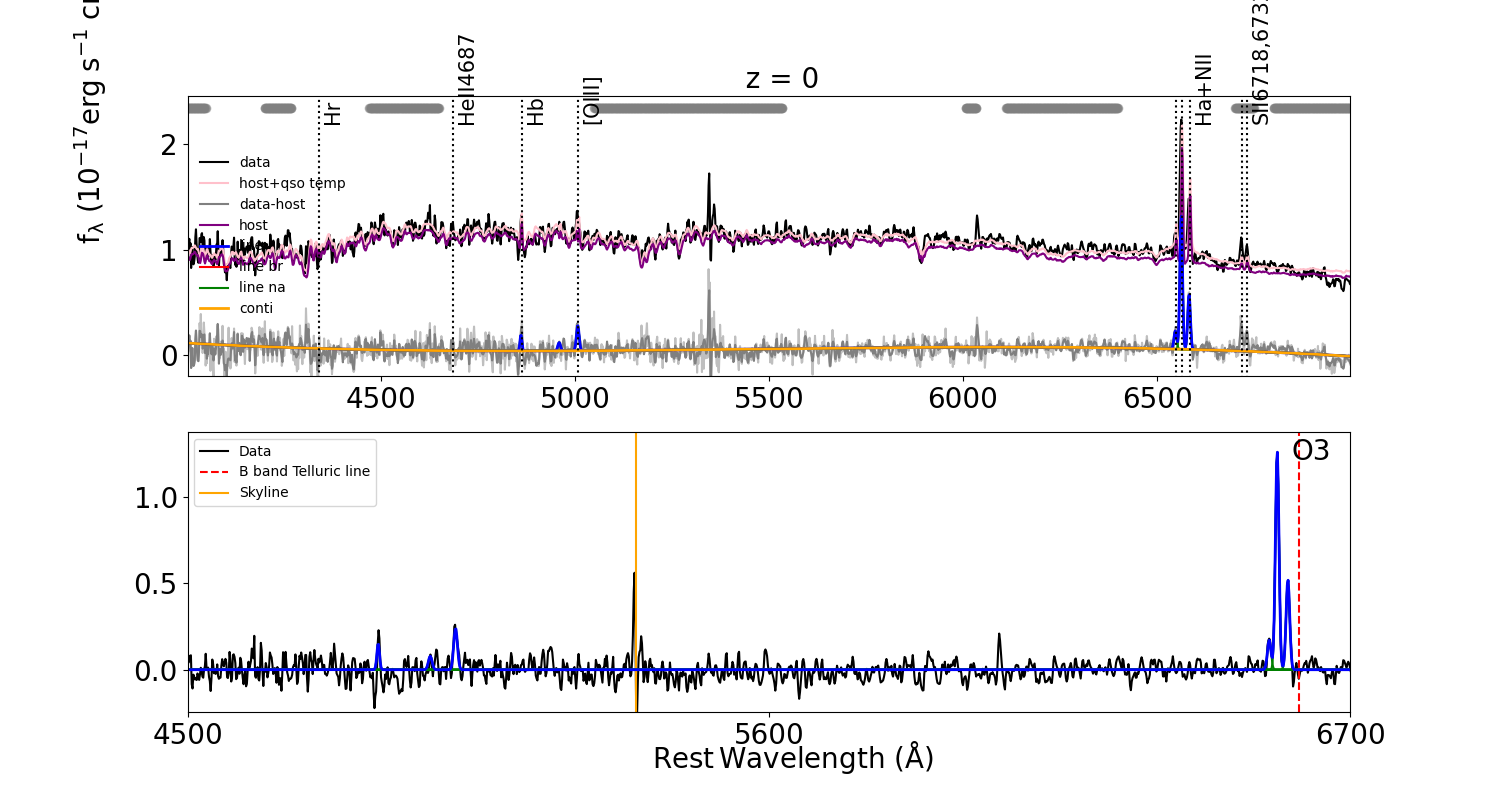 z = 0
fλ (10−17erg s−1 c
Hr
HeII4687
Hb
[OIII]
Ha+NII
SII6718,673
2
1
0
data
host+qso temp
data-host
host
line br
line na
conti
4500
5000
5500
6000
6500
Data
B band Telluric line
Skyline
O3
1.0
0.5
0.0
4500
5600
6700
Rest Wavelength (Å)